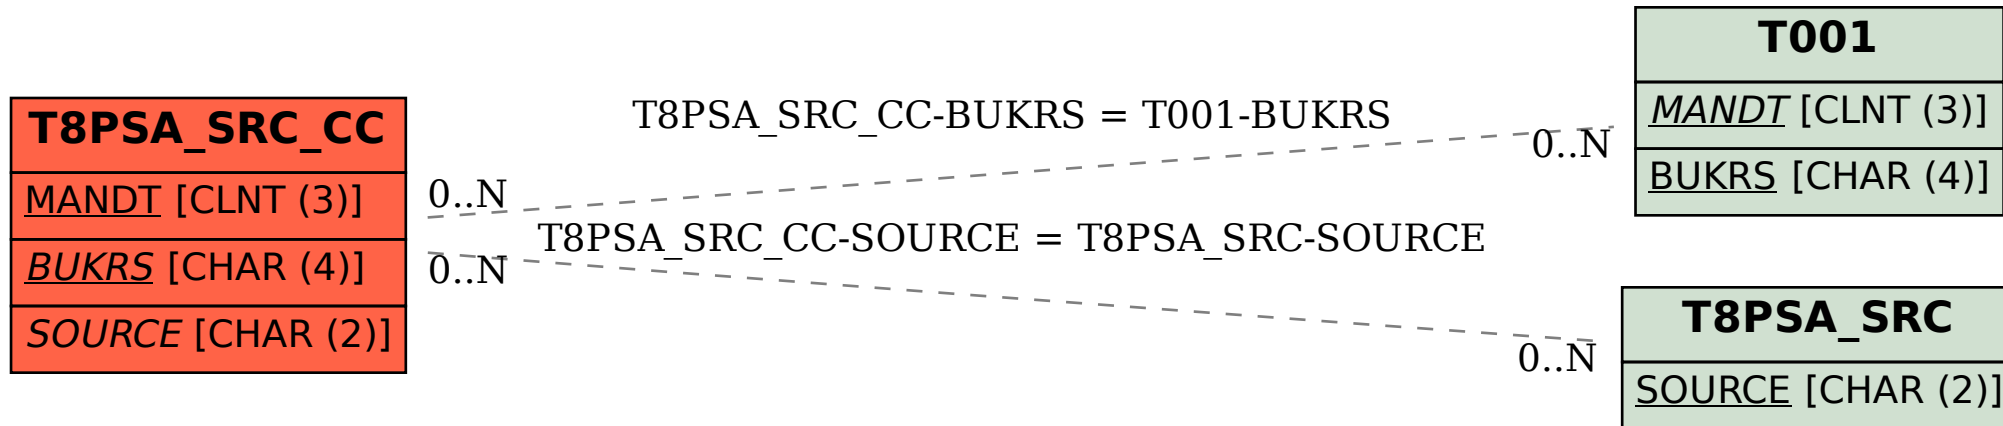 T8PSA_SRC_CC
MANDT [CLNT (3)]
BUKRS [CHAR (4)]
SOURCE [CHAR (2)]
T8PSA_SRC_CC-BUKRS = T001-BUKRS
0..N
0..N
T8PSA_SRC_CC-SOURCE = T8PSA_SRC-SOURCE
0..N
0..N
T001
MANDT [CLNT (3)]
BUKRS [CHAR (4)]
T8PSA_SRC
SOURCE [CHAR (2)]